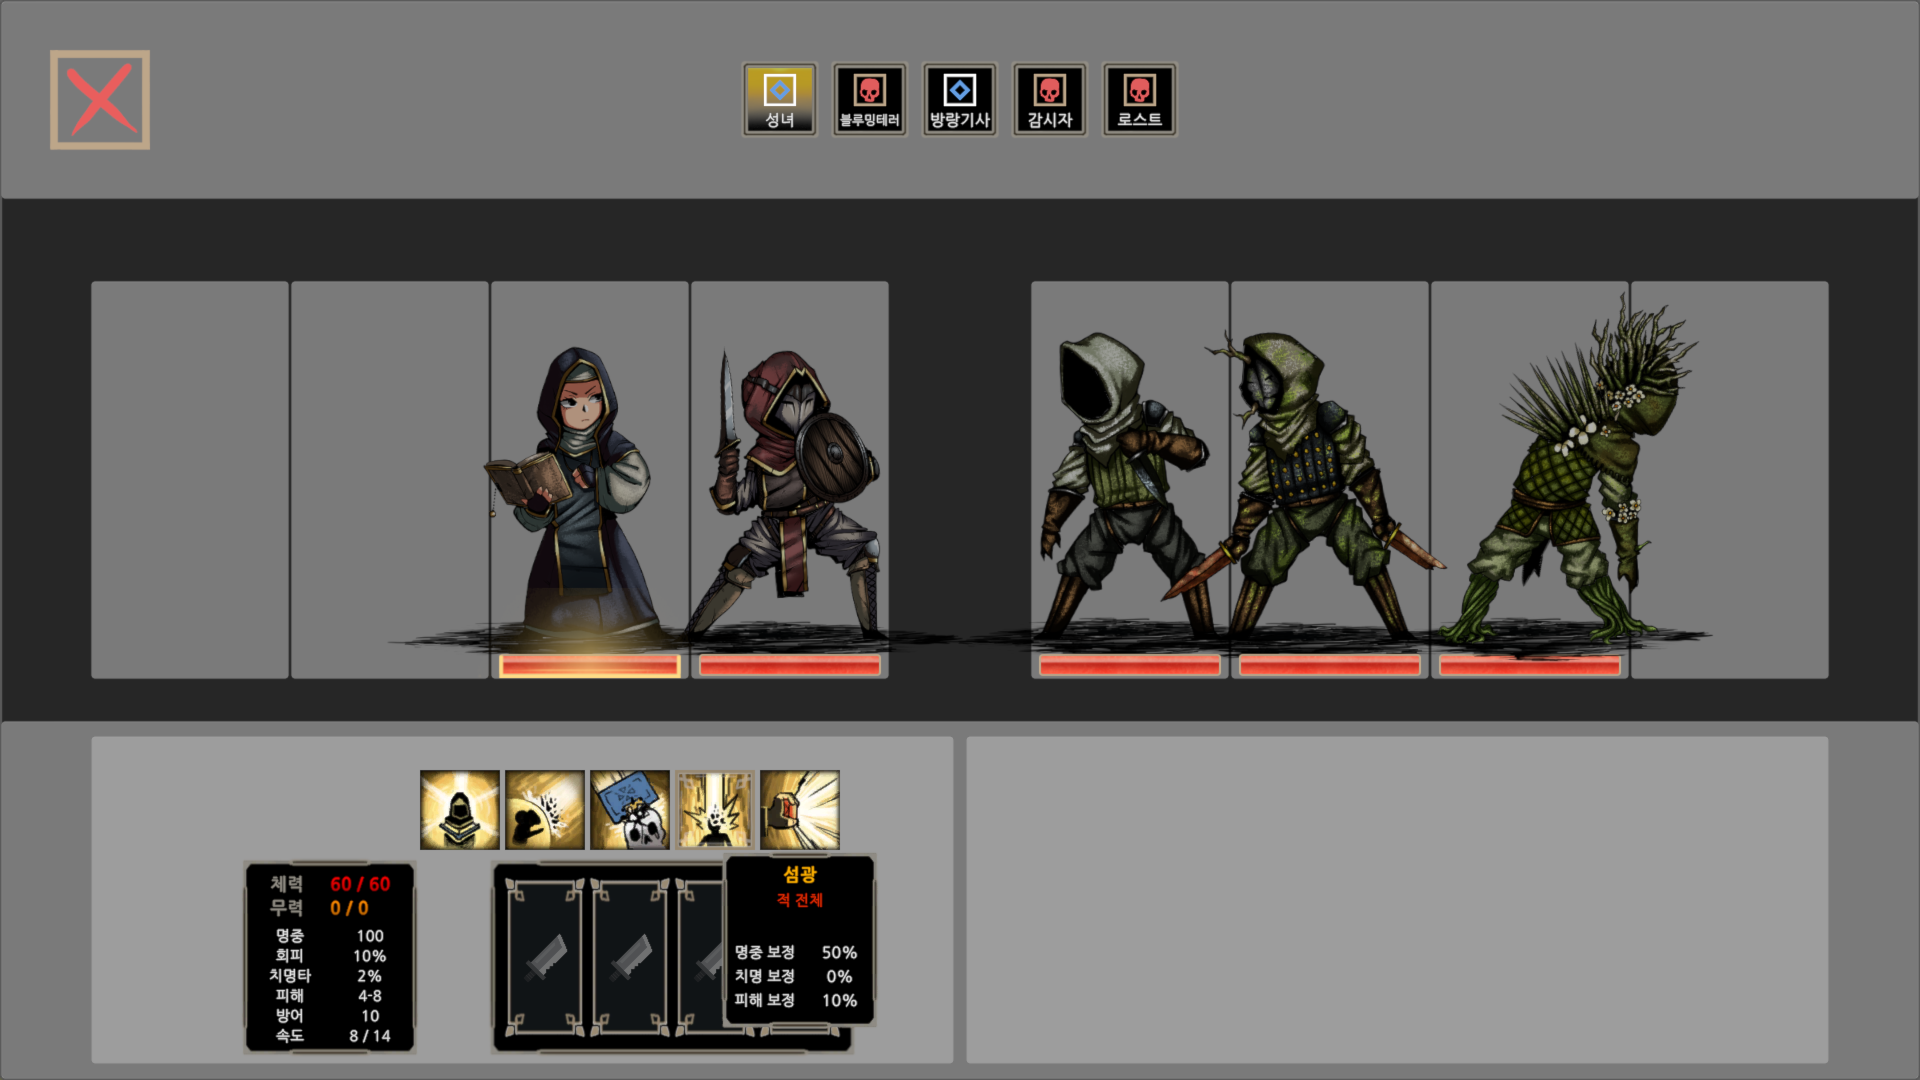 성녀
블루밍테러
방랑기사
감시자
로스트
체력 60 / 60
무력 0 / 0
명중 100
회피 10%
치명타 2%
피해 4-8
방어 10
속도 8 / 14
섬광
적 전체
명중 보정 50%
치명 보정 0%
피해 보정 10%